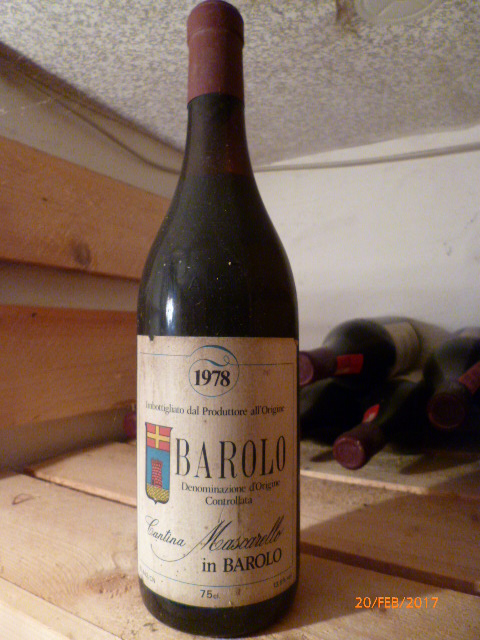 1978
Imbottigliato dal Produttore all'Origine
BAROLO
Denominazione d'Origine
Controllata
Cantina Mascarello
in BAROLO
75cl.
20/FEB/2017